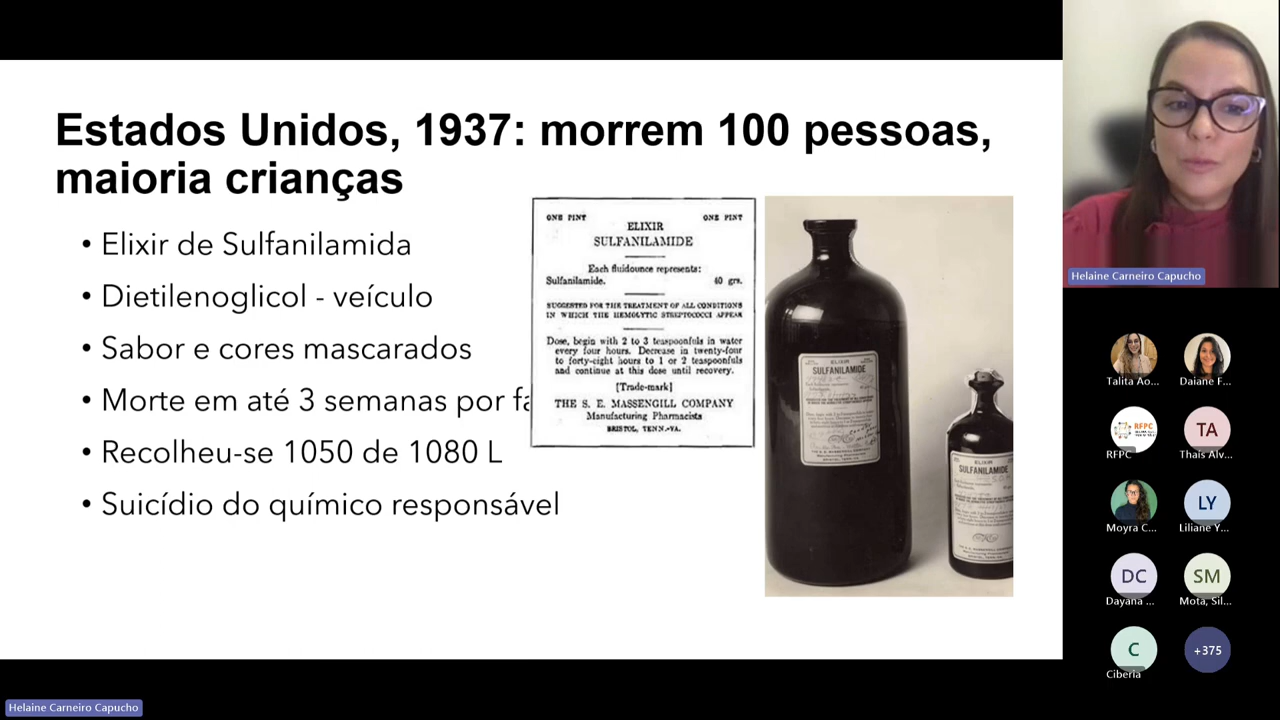 Estados Unidos, 1937: morrem 100 pessoas,
maioria crianças
• Elixir de Sulfanilamida
• Dietilenoglicol - veículo
• Sabor e cores mascarados
• Morte em até 3 semanas por fa
• Recolheu-se 1050 de 1080 L
• Suicídio do químico responsável
ONE PINT ONE PINT
ELIXIR
SULFANILAMIDE
Each fluidounce represents:
Sulfanilamide. 40 grs.
SUGGESTED FOR THE TREATMENT OF ALL CONDITIONS
IN WHICH THE HEMOLYTIC STREPTOCOCCI APPEAR
Dose, begin with 2 to 3 teaspoonfuls in water
every four hours. Decrease in twenty-four
to forty-eight hours to 1 or 2 teaspoonfuls
and continue at this dose until recovery.
[Trade-mark]
THE S. E. MASSENGILL COMPANY
Manufacturing Pharmacists
BRISTOL, TENN.-VA.
ELIXIR
SULFANILAMIDE
ELIXIR
SULFANILAMIDE
Helaine Carneiro Capucho
Talita Ao...
Daiane F...
RFPC
RFPC
TA
Thaís Alv...
Moyra C...
LY
Liliane Y...
DC
Dayana ...
SM
Mota, Sil...
C
Ciberia
+375
Helaine Carneiro Capucho